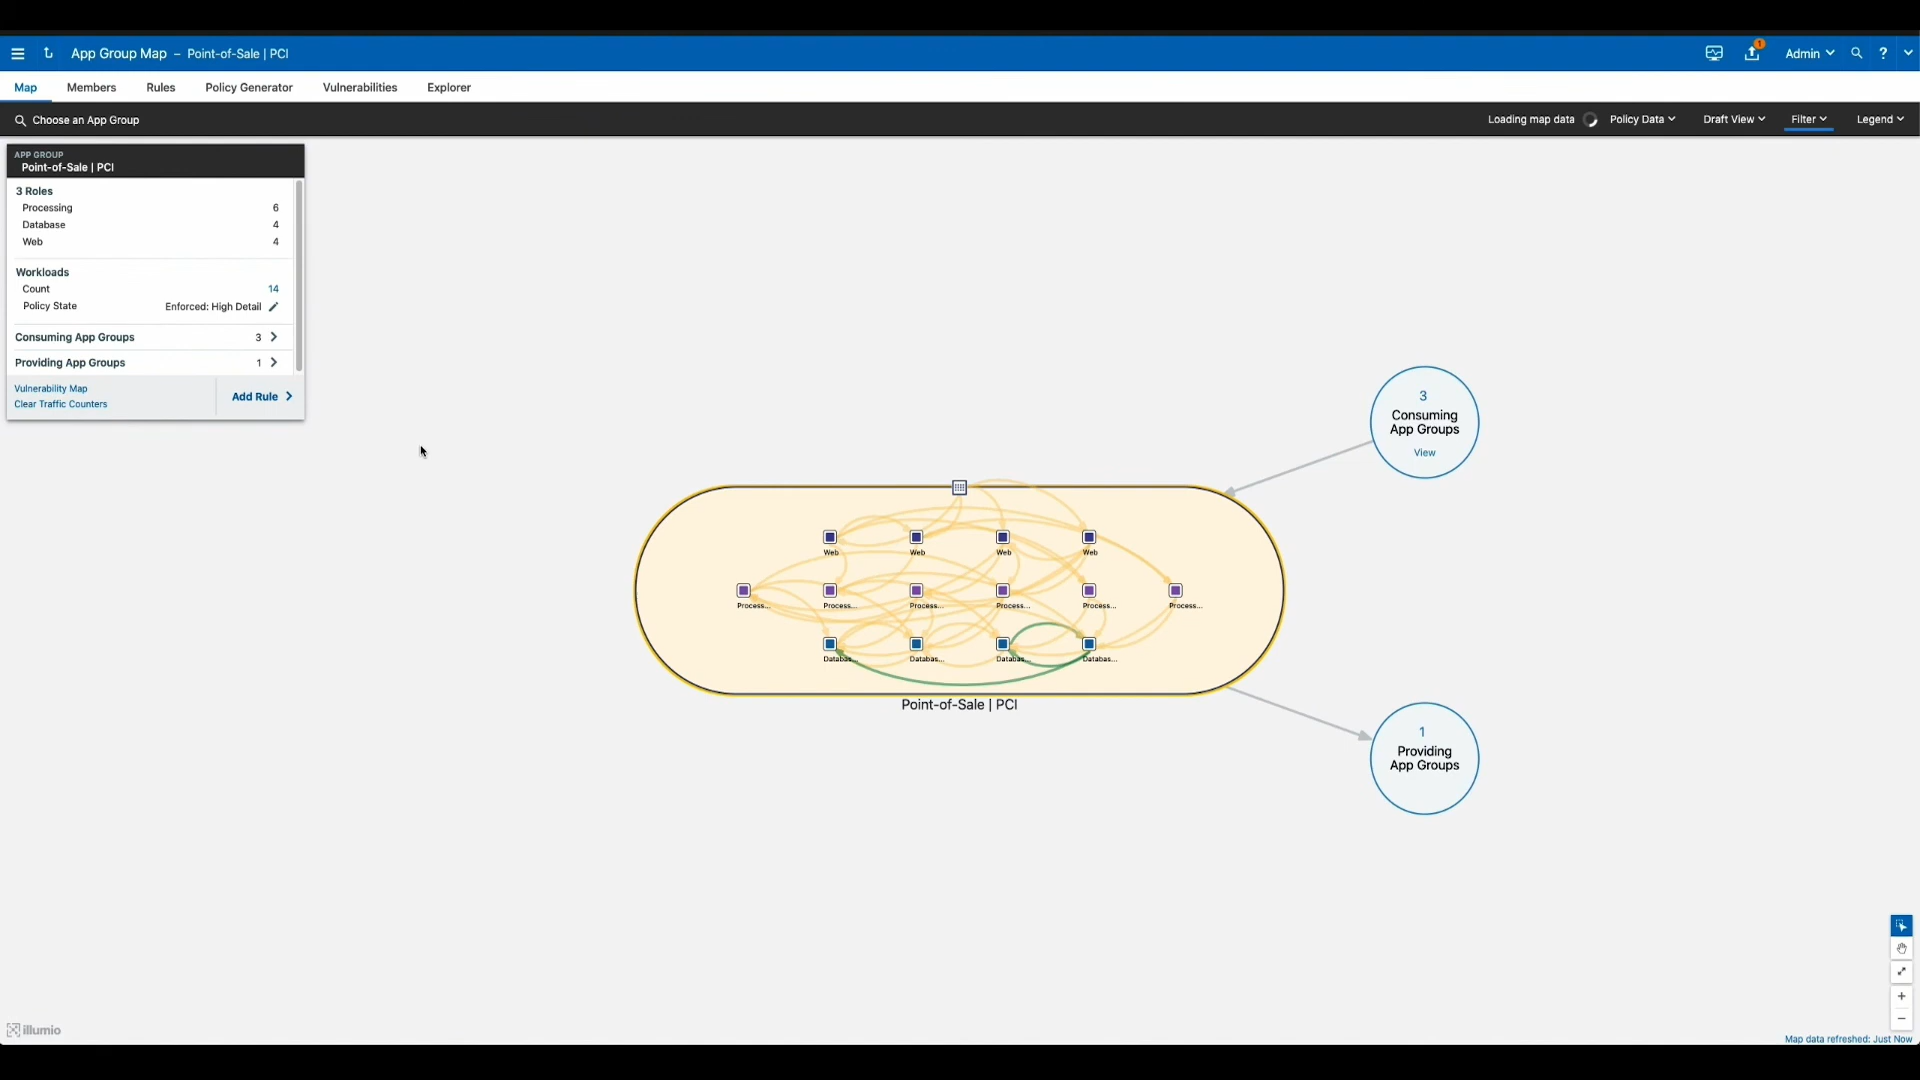 App Group Map – Point-of-Sale | PCI
1
Admin
?
Map
Members
Rules
Policy Generator
Vulnerabilities
Explorer
Choose an App Group
Loading map data
Policy Data
Draft View
Filter
Legend
APP GROUP
Point-of-Sale | PCI
3 Roles
Processing 6
Database 4
Web 4
Workloads
Count 14
Policy State Enforced: High Detail
Consuming App Groups 3
Providing App Groups 1
Vulnerability Map
Clear Traffic Counters
Add Rule
3
Consuming
App Groups
View
Web Web Web Web
Process... Process... Process... Process... Process... Process...
Databas... Databas... Databas... Databas...
Point-of-Sale | PCI
1
Providing
App Groups
illumio
Map data refreshed: Just Now